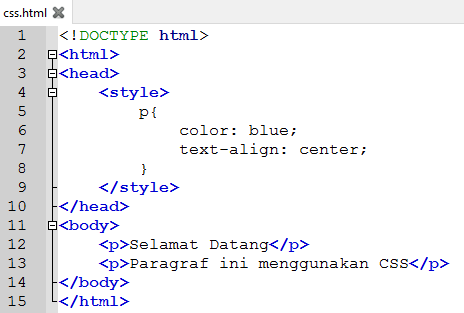 css.html
1 <!DOCTYPE html>
2 <html>
3 <head>
4     <style>
5         p{
6             color: blue;
7             text-align: center;
8         }
9     </style>
10 </head>
11 <body>
12     <p>Selamat Datang</p>
13     <p>Paragraf ini menggunakan CSS</p>
14 </body>
15 </html>